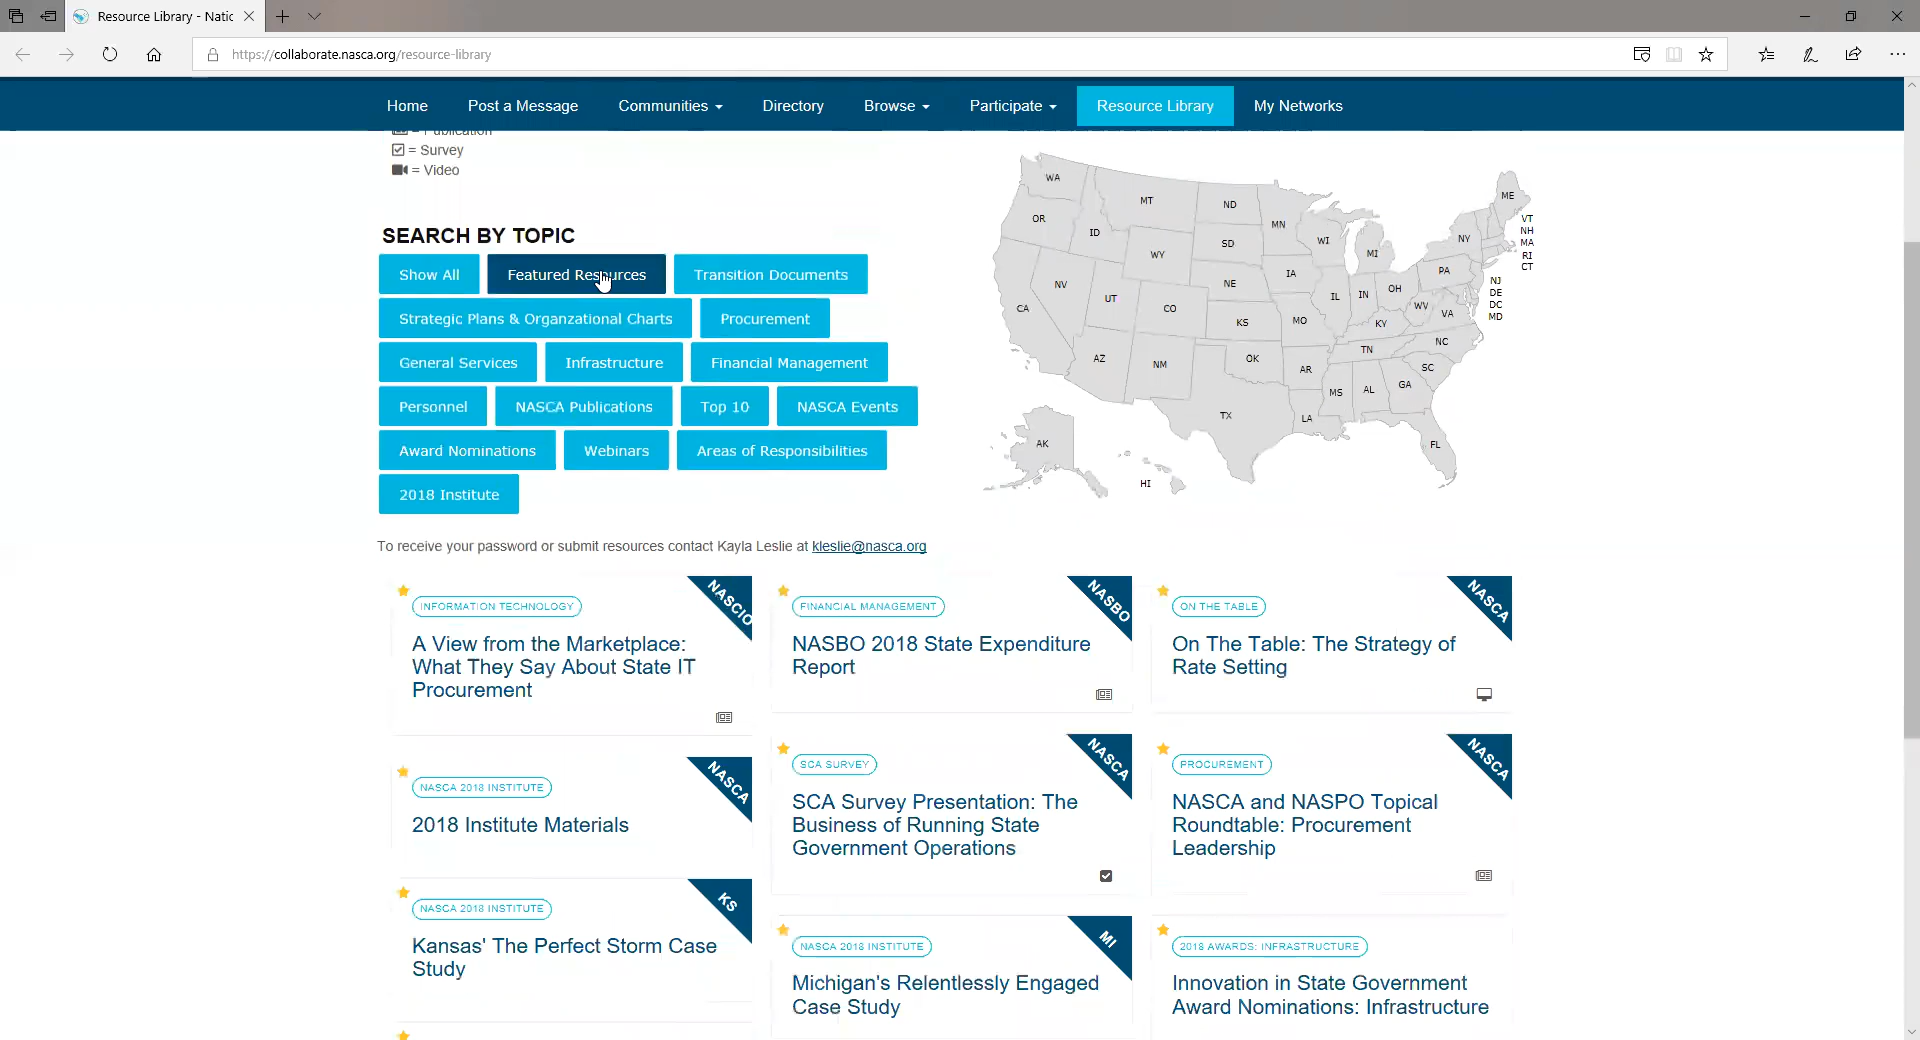 Resource Library - Natic
https://collaborate.nasca.org/resource-library
Home Post a Message Communities Directory Browse Participate Resource Library My Networks
= Publication
= Survey
= Video
SEARCH BY TOPIC
Show All Featured Resources Transition Documents
Strategic Plans & Organzational Charts Procurement
General Services Infrastructure Financial Management
Personnel NASCA Publications Top 10 NASCA Events
Award Nominations Webinars Areas of Responsibilities
2018 Institute
WA
OR
CA
ID
NV
MT
WY
UT
AZ
CO
NM
ND
SD
NE
KS
OK
TX
MN
IA
MO
AR
LA
WI
IL
MI
IN
OH
KY
TN
MS
AL
GA
FL
SC
NC
VA
WV
PA
NY
ME
VT
NH
MA
RI
CT
NJ
DE
DC
MD
AK
HI
To receive your password or submit resources contact Kayla Leslie at kleslie@nasca.org
INFORMATION TECHNOLOGY
NASCIO
A View from the Marketplace:
What They Say About State IT
Procurement
FINANCIAL MANAGEMENT
NASBO
NASBO 2018 State Expenditure
Report
ON THE TABLE
NASCA
On The Table: The Strategy of
Rate Setting
NASCA 2018 INSTITUTE
NASCA
2018 Institute Materials
SCA SURVEY
NASCA
SCA Survey Presentation: The
Business of Running State
Government Operations
PROCUREMENT
NASCA
NASCA and NASPO Topical
Roundtable: Procurement
Leadership
NASCA 2018 INSTITUTE
KS
Kansas' The Perfect Storm Case
Study
NASCA 2018 INSTITUTE
MI
Michigan's Relentlessly Engaged
Case Study
2018 AWARDS: INFRASTRUCTURE
Innovation in State Government
Award Nominations: Infrastructure